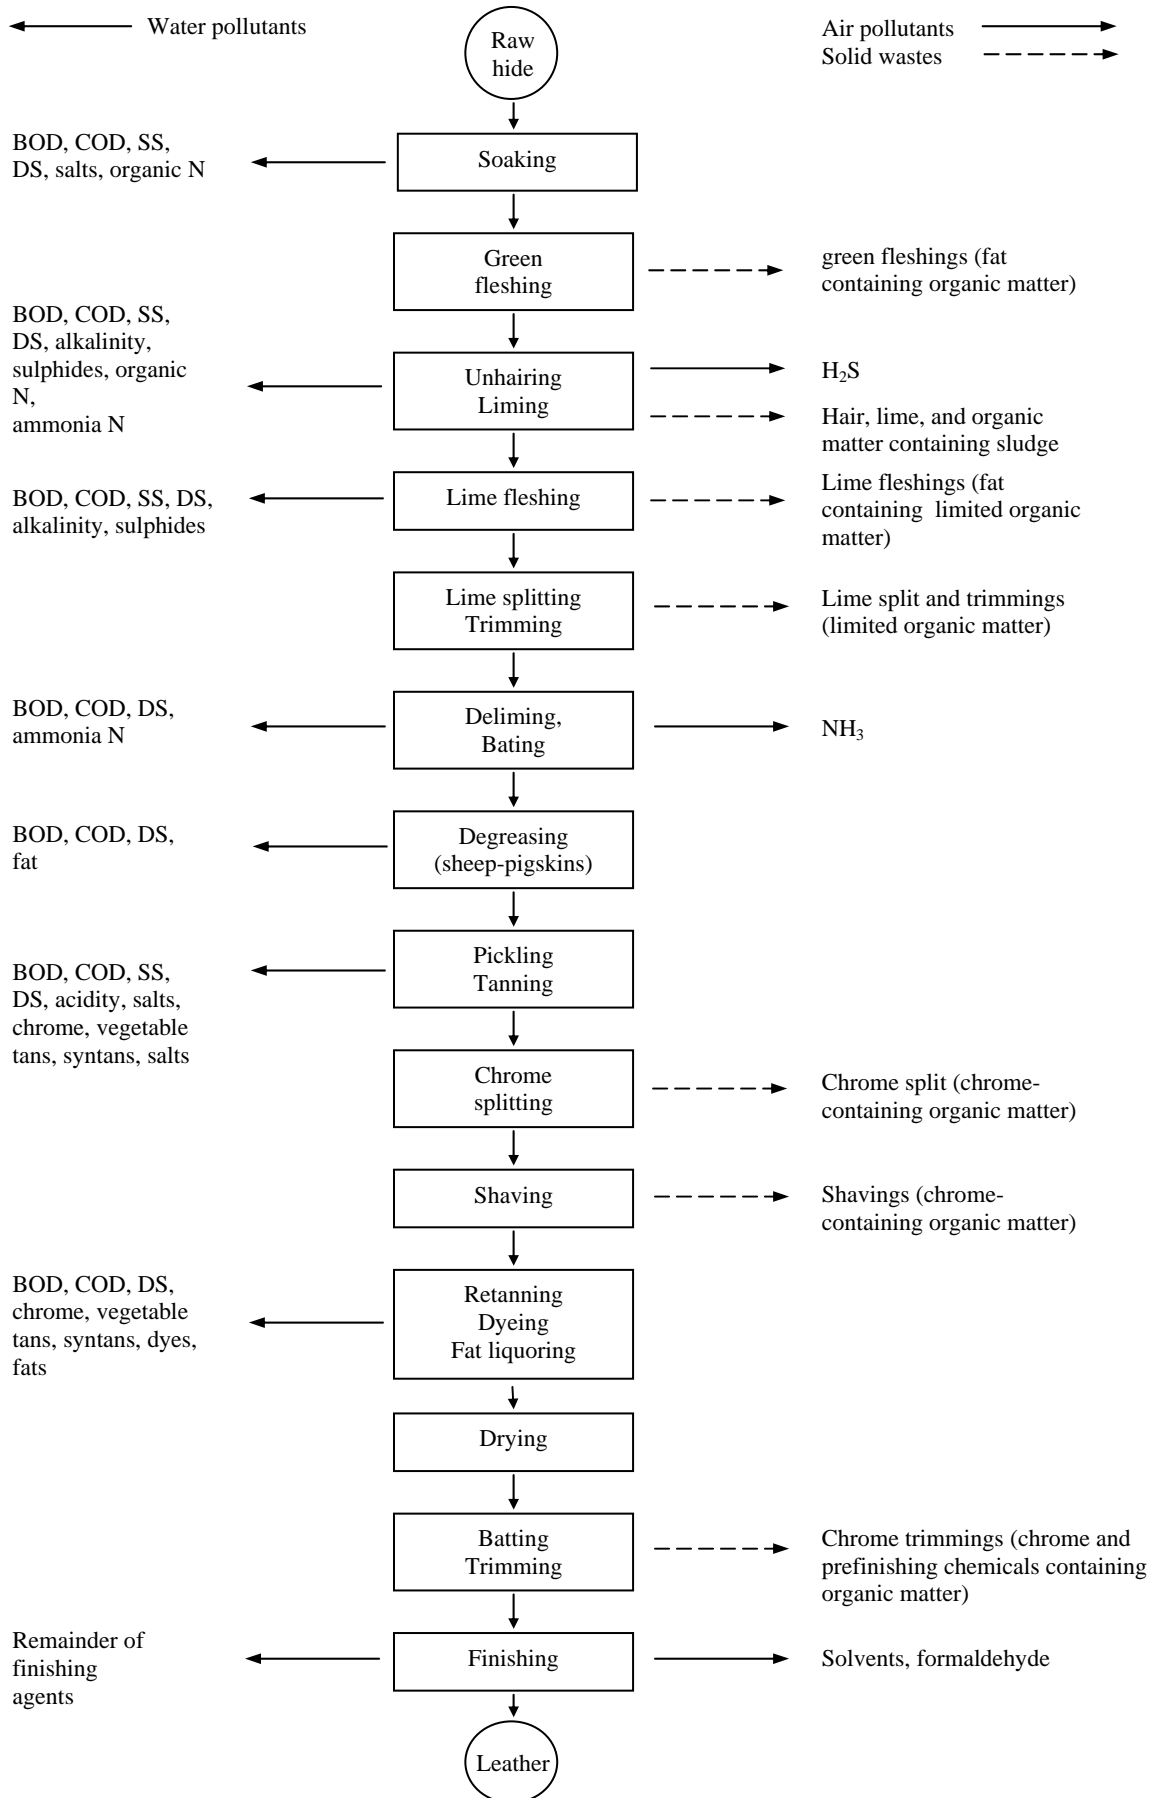 Water pollutants
Raw
hide
Air pollutants
Solid wastes
BOD, COD, SS,
DS, salts, organic N
Soaking
Green
fleshing
green fleshings (fat
containing organic matter)
BOD, COD, SS,
DS, alkalinity,
sulphides, organic
N,
ammonia N
Unhairing
Liming
H₂S
Hair, lime, and organic
matter containing sludge
BOD, COD, SS, DS,
alkalinity, sulphides
Lime fleshing
Lime fleshings (fat
containing limited organic
matter)
Lime splitting
Trimming
Lime split and trimmings
(limited organic matter)
BOD, COD, DS,
ammonia N
Deliming,
Bating
NH₃
BOD, COD, DS,
fat
Degreasing
(sheep-pigskins)
BOD, COD, SS,
DS, acidity, salts,
chrome, vegetable
tans, syntans, salts
Pickling
Tanning
Chrome
splitting
Chrome split (chrome-
containing organic matter)
Shaving
Shavings (chrome-
containing organic matter)
BOD, COD, DS,
chrome, vegetable
tans, syntans, dyes,
fats
Retanning
Dyeing
Fat liquoring
Drying
Batting
Trimming
Chrome trimmings (chrome and
prefinishing chemicals containing
organic matter)
Remainder of
finishing
agents
Finishing
Solvents, formaldehyde
Leather